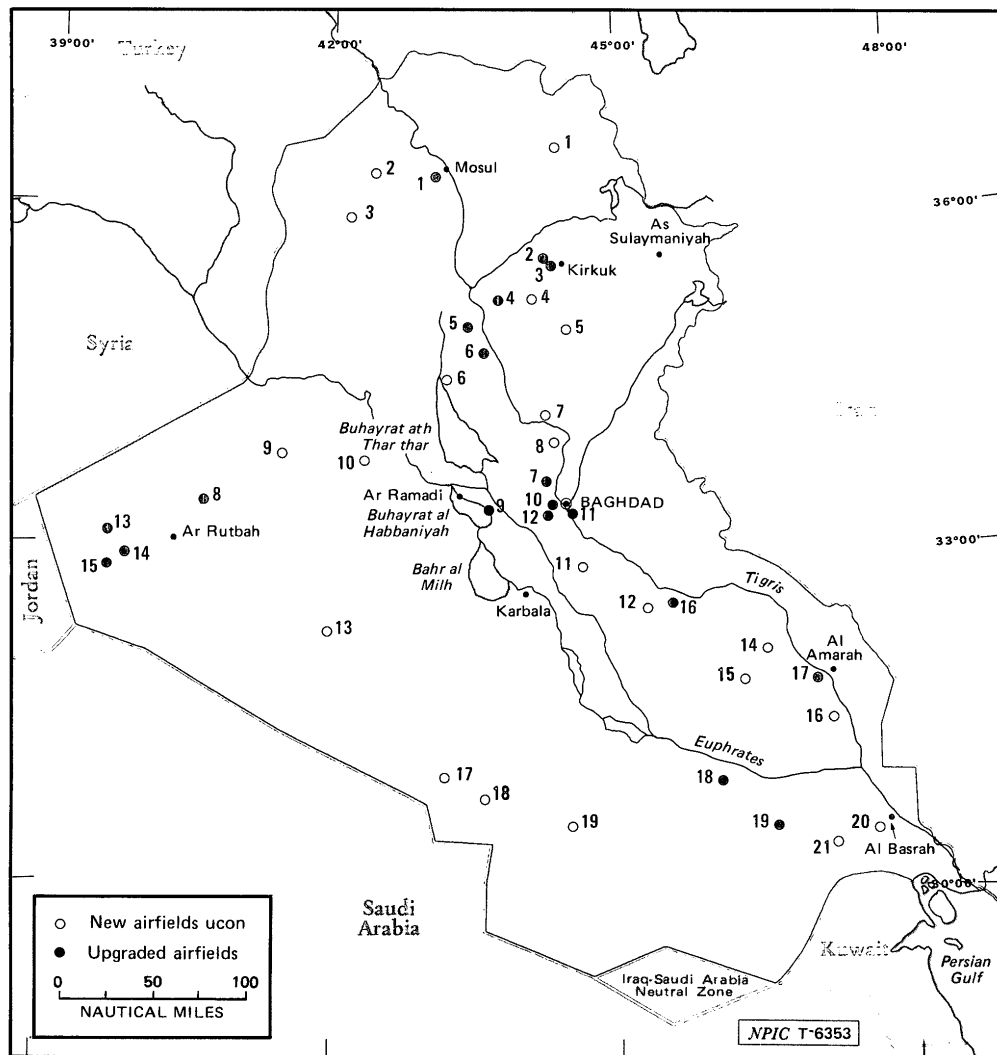 39°00'
42°00'
45°00'
48°00'
Turkey
1
2
Mosul
1
36°00'
3
As
Sulaymaniyah
2
3
Kirkuk
4
4
5
5
Syria
6
6
Iran
7
Buhayrat ath
Thar thar
8
9
10
7
8
Ar Ramadi
9
10
BAGHDAD
13
Buhayrat al
Habbaniyah
12
11
Ar Rutbah
33°00'
14
15
Bahr al
Milh
11
Tigris
Jordan
Karbala
12
16
13
14
Al
Amarah
15
17
16
Euphrates
17
18
18
19
19
20
21
Al Basrah
30°00'
New airfields ucon
Upgraded airfields
0
50
100
NAUTICAL MILES
Saudi
Arabia
Kuwait
Persian
Gulf
Iraq-Saudi Arabia
Neutral Zone
NPIC T-6353